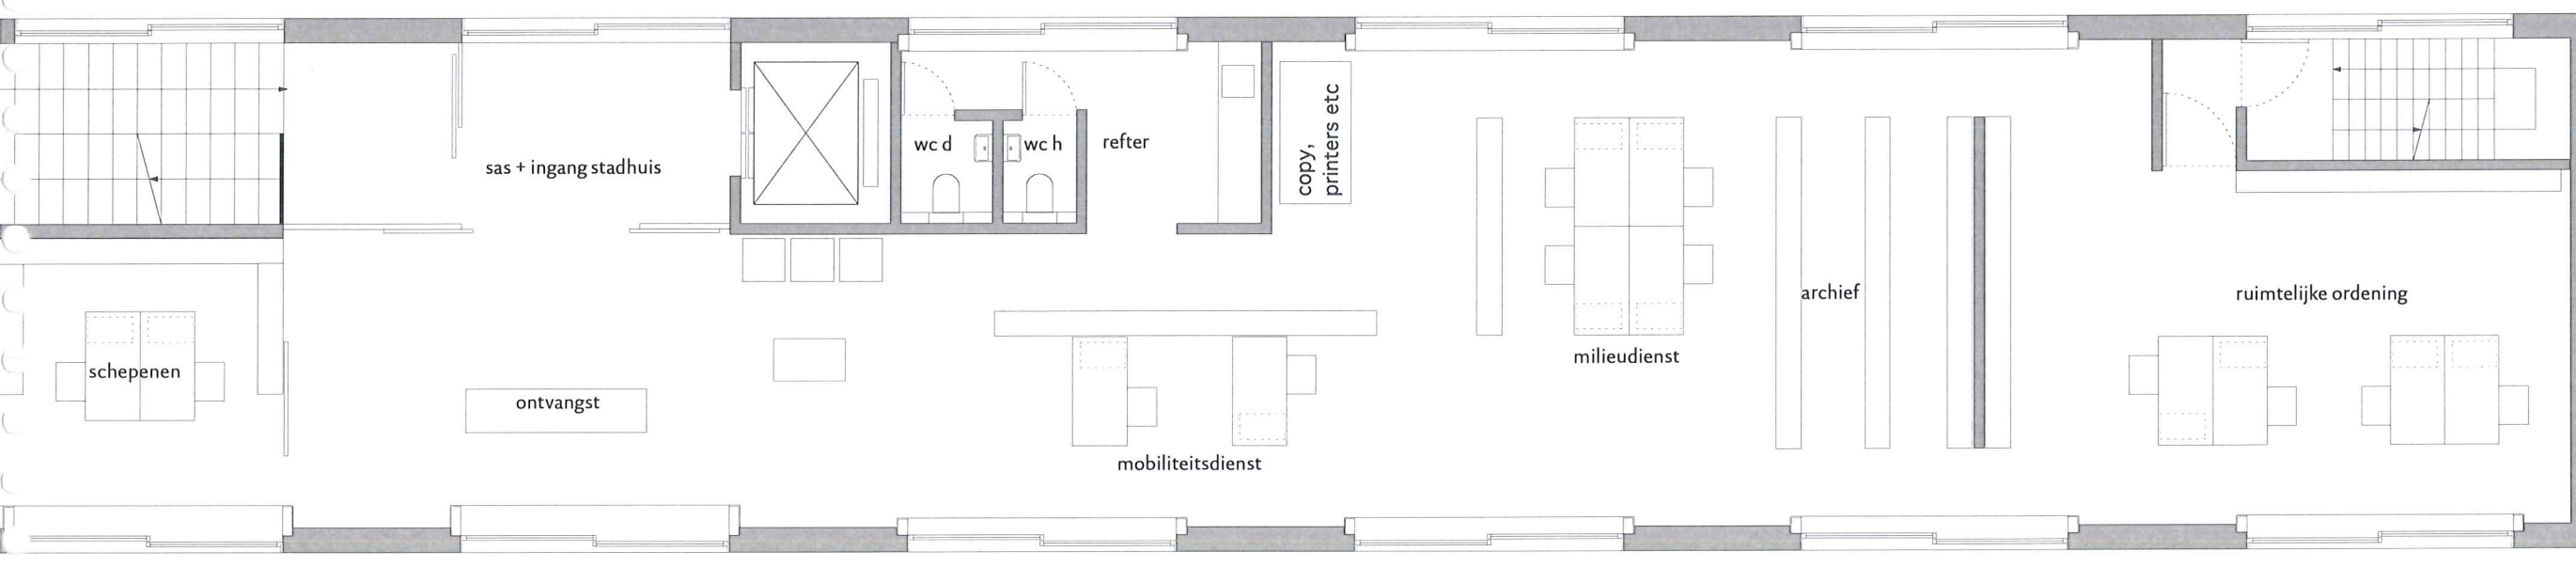 sas + ingang stadhuis
wc d
wc h
refter
copy,
printers etc
schepenen
ontvangst
mobiliteitsdienst
milieudienst
archief
ruimtelijke ordening